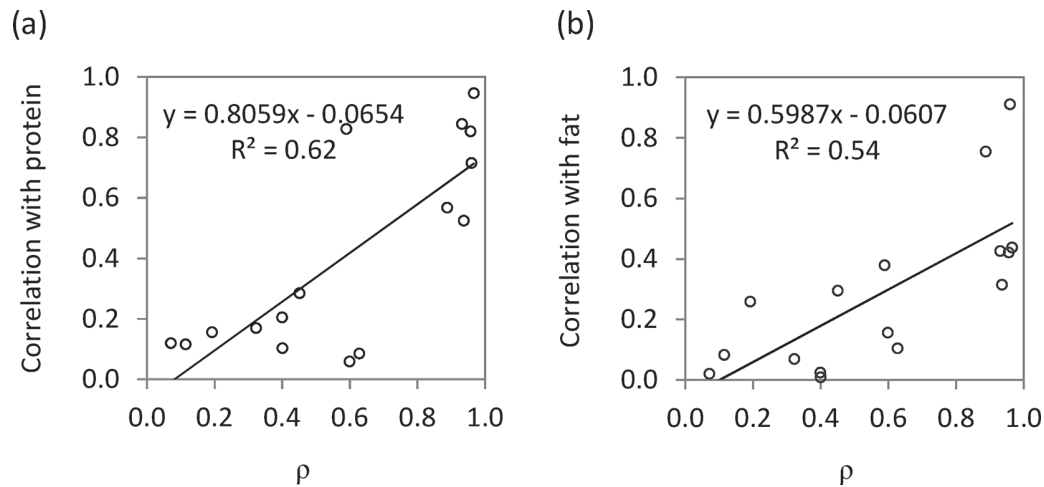 (a)
Correlation with protein
1.0
0.8
0.6
0.4
0.2
0.0
y = 0.8059x - 0.0654
R² = 0.62
0.0 0.2 0.4 0.6 0.8 1.0
ρ
(b)
Correlation with fat
1.0
0.8
0.6
0.4
0.2
0.0
y = 0.5987x - 0.0607
R² = 0.54
0.0 0.2 0.4 0.6 0.8 1.0
ρ